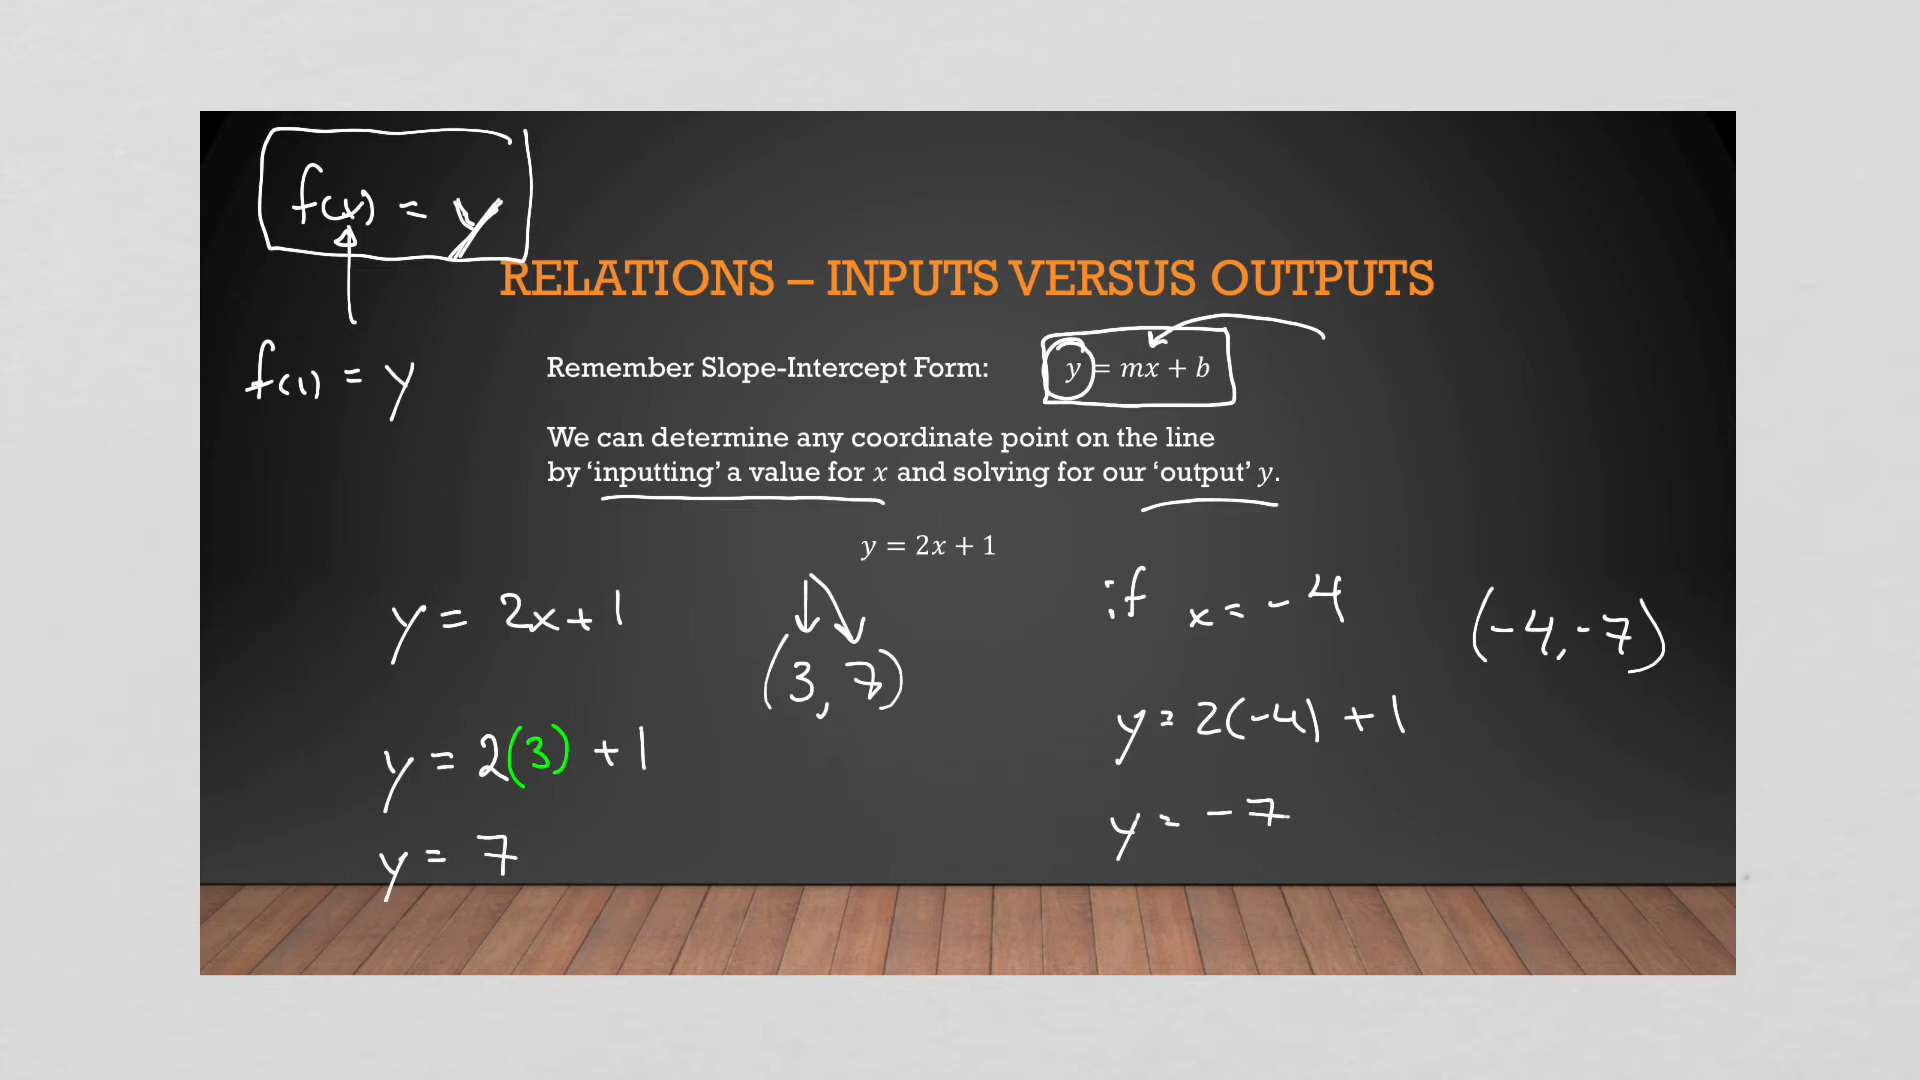 f(x) = y
RELATIONS – INPUTS VERSUS OUTPUTS
Remember Slope-Intercept Form: y = mx + b
f(1) = y
We can determine any coordinate point on the line
by ‘inputting’ a value for x and solving for our ‘output’ y.
y = 2x + 1
y = 2x + 1
(3, 7)
y = 2(3) + 1
y = 7
if x = -4
(-4, -7)
y = 2(-4) + 1
y = -7